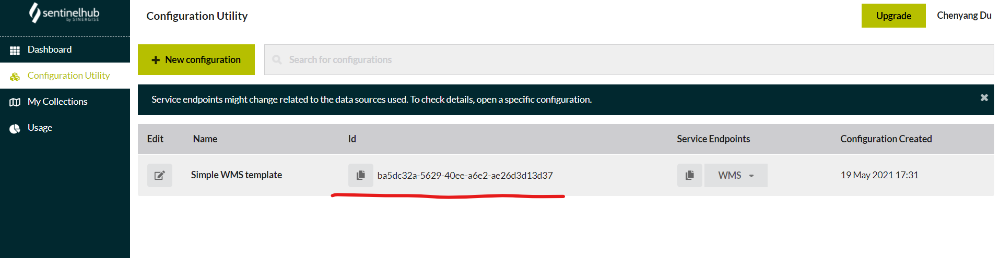 sentinelhub
by SINERGISE
Configuration Utility
Upgrade
Chenyang Du
Dashboard
Configuration Utility
My Collections
Usage
New configuration
Search for configurations
Service endpoints might change related to the data sources used. To check details, open a specific configuration.
Edit Name Id Service Endpoints Configuration Created
Simple WMS template ba5dc32a-5629-40ee-a6e2-ae26d3d13d37 WMS 19 May 2021 17:31